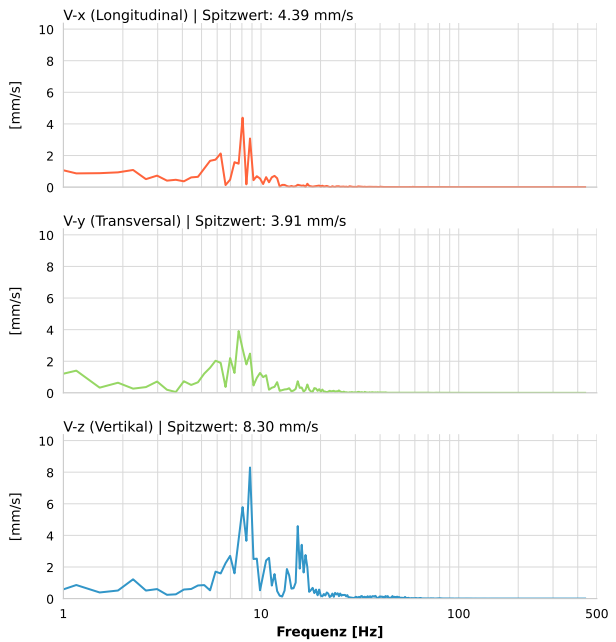 V-x (Longitudinal) | Spitzwert: 4.39 mm/s
10
8
6
4
2
0
[mm/s]
V-y (Transversal) | Spitzwert: 3.91 mm/s
10
8
6
4
2
0
[mm/s]
V-z (Vertikal) | Spitzwert: 8.30 mm/s
10
8
6
4
2
0
[mm/s]
1 10 100 500
Frequenz [Hz]